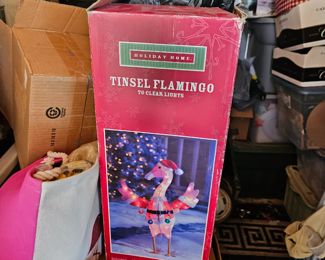 HOLIDAY HOME
TINSEL FLAMINGO
70 CLEAR LIGHTS